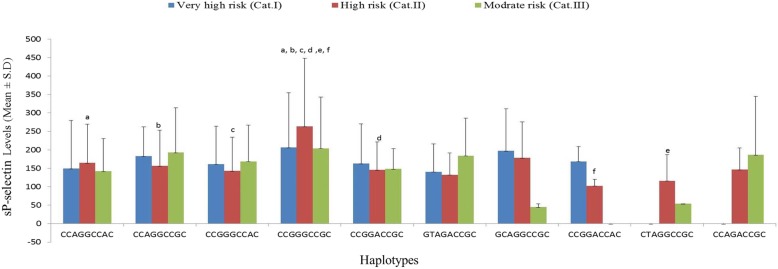 Very high risk (Cat.I) High risk (Cat.II) Modrate risk (Cat.III)
sP-selectin Levels (Mean ± S.D)
500
450
400
350
300
250
200
150
100
50
0
-50
a
b
c
a, b, c, d ,e, f
d
f
e
CCAGGCCAC CCAGGCCGC CCGGGCCAC CCGGGCCGC CCGGACCGC GTAGACCGC GCAGGCCGC CCGGACCAC CTAGGCCGC CCAGACCGC
Haplotypes